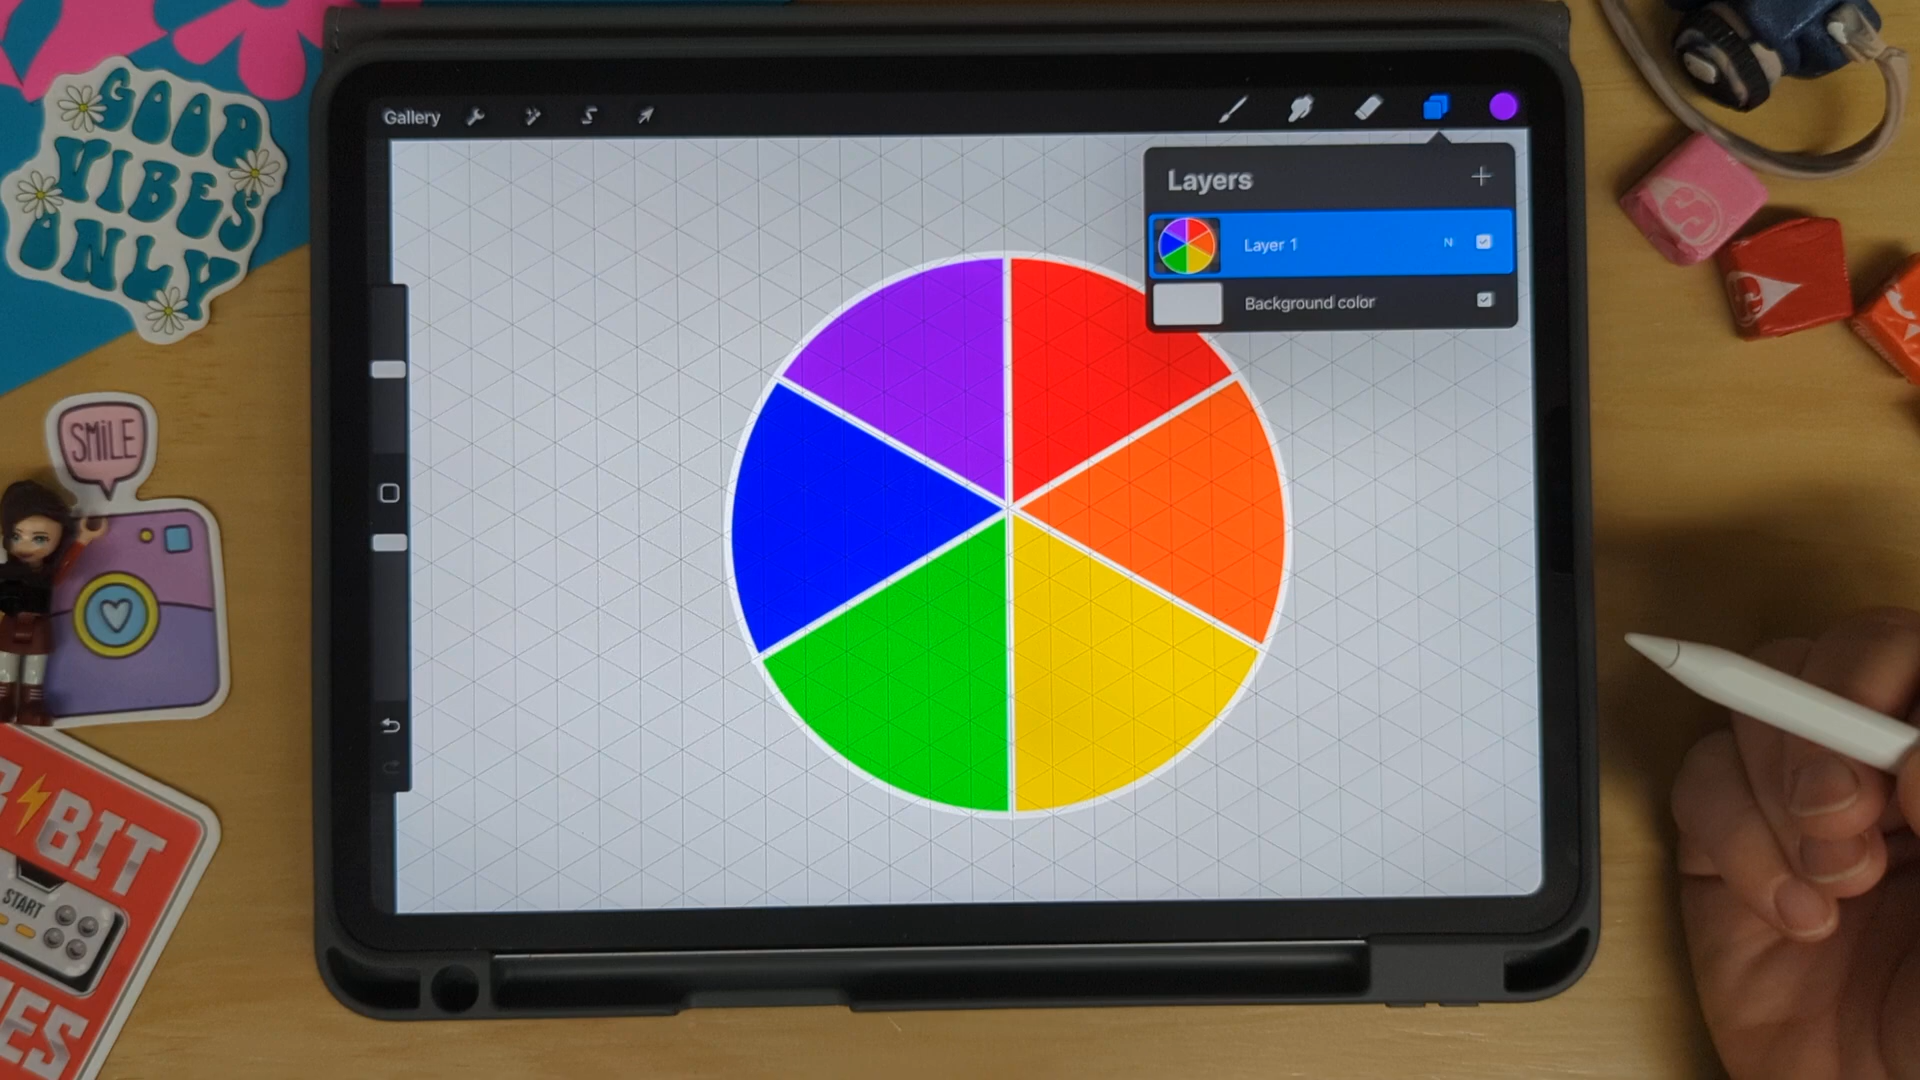 GOOD
VIBES
ONLY
SMiLE
BIT
START
Gallery
Layers
Layer 1
N
Background color